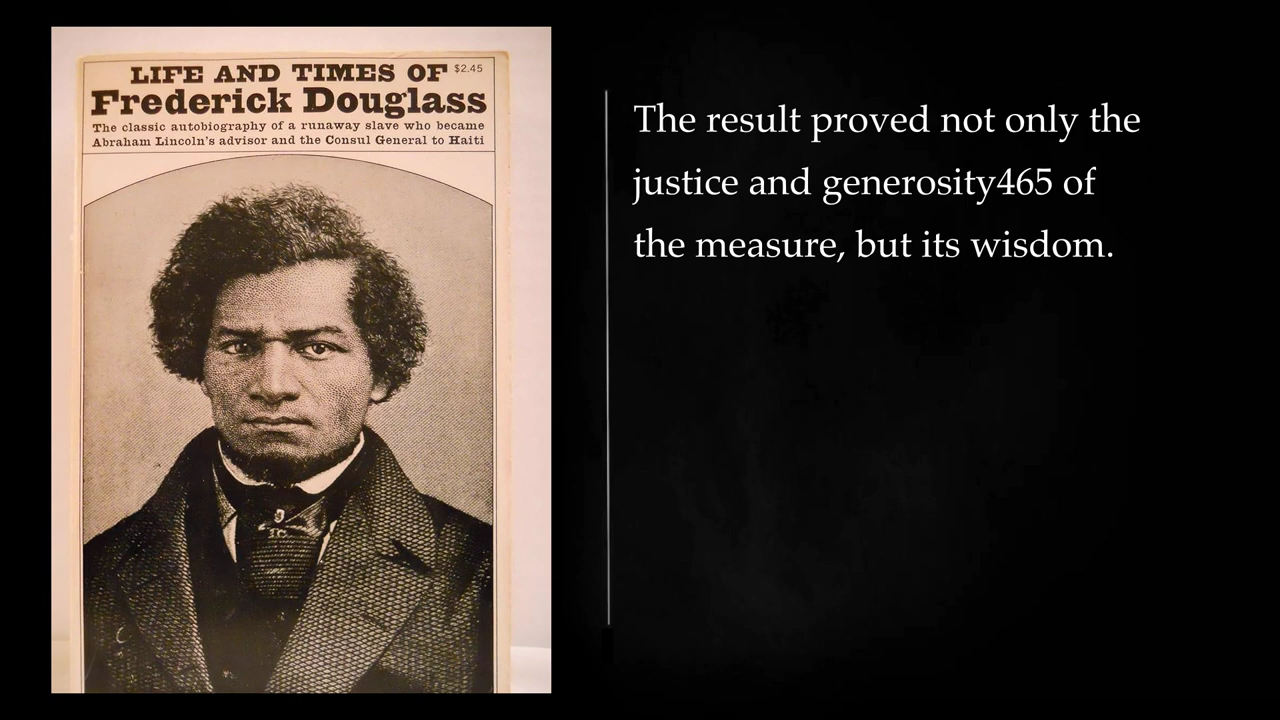 LIFE AND TIMES OF $2.45
Frederick Douglass
The classic autobiography of a runaway slave who became
Abraham Lincoln's advisor and the Consul General to Haiti
The result proved not only the
justice and generosity465 of
the measure, but its wisdom.